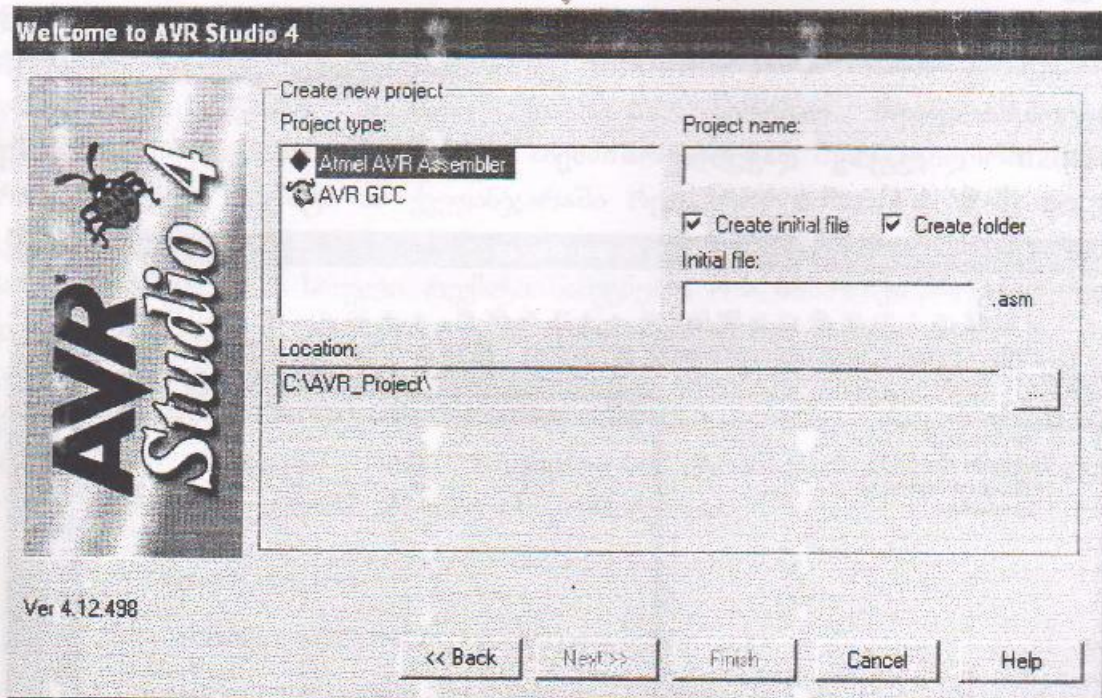 Welcome to AVR Studio 4
AVR Studio 4
Create new project
Project type:
Atmel AVR Assembler
AVR GCC
Project name:
Create initial file
Create folder
Initial file:
.asm
Location:
C:\AVR_Project\
...
Ver 4.12.498
<< Back
Next >>
Finish
Cancel
Help